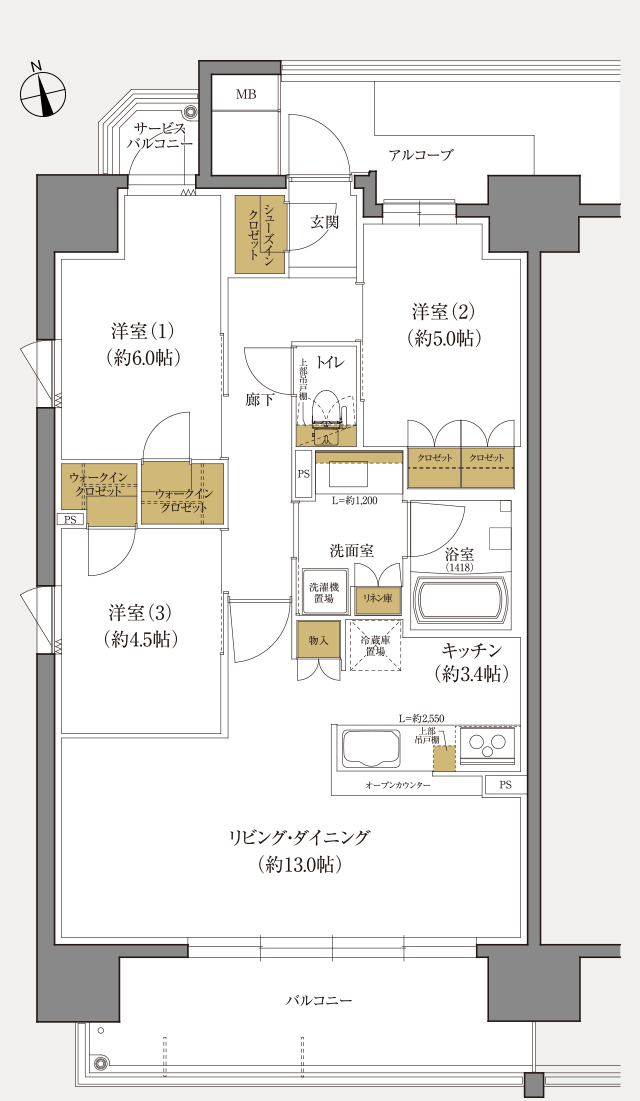 N
MB
サービス
バルコニー
アルコーブ
シューズイン
クロゼット
玄関
洋室(1)
(約6.0帖)
洋室(2)
(約5.0帖)
トイレ
上部吊戸棚
廊下
クロゼット
クロゼット
ウォークイン
クロゼット
ウォークイン
クロゼット
PS
PS
L=約1,200
洗面室
浴室
(1418)
洗濯機
置場
リネン庫
洋室(3)
(約4.5帖)
物入
冷蔵庫
置場
キッチン
(約3.4帖)
L=約2,550
上部
吊戸棚
オープンカウンター
PS
リビング・ダイニング
(約13.0帖)
バルコニー